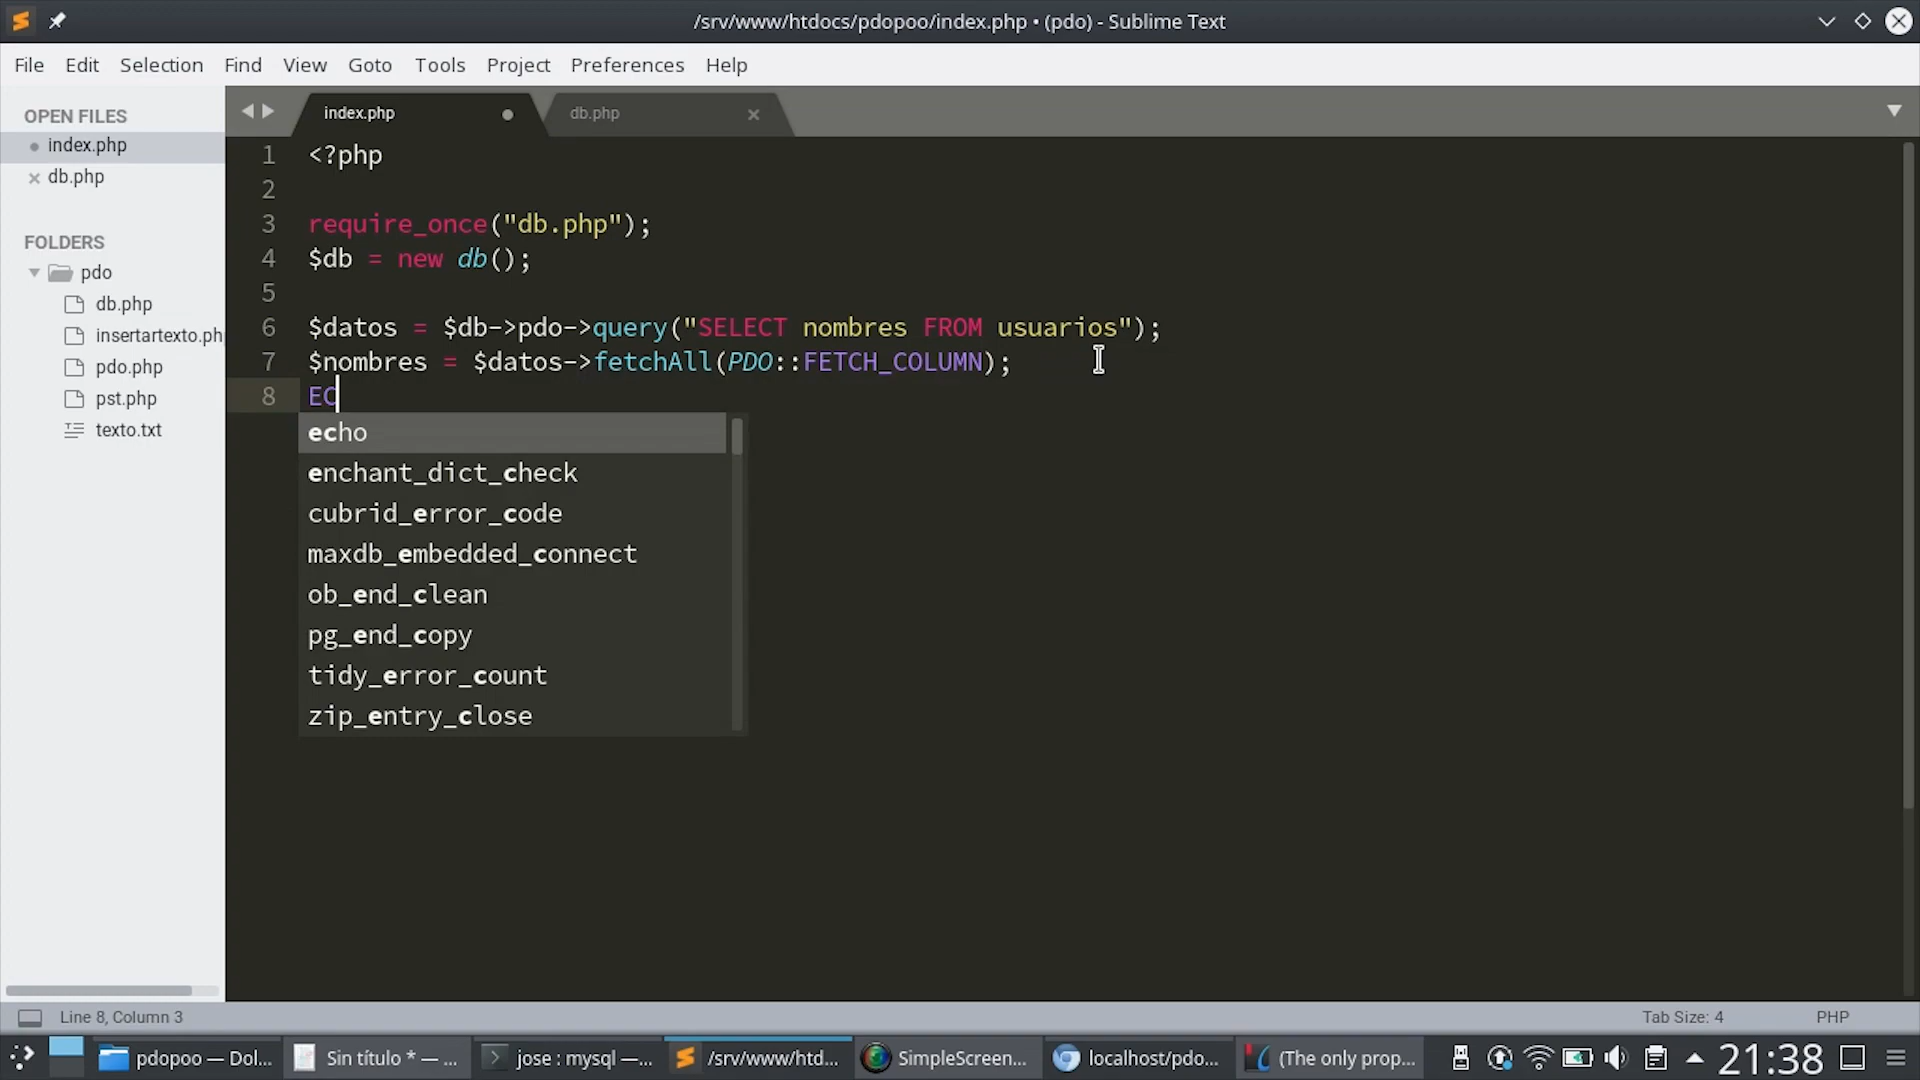 /srv/www/htdocs/pdopoo/index.php • (pdo) - Sublime Text
File Edit Selection Find View Goto Tools Project Preferences Help
OPEN FILES
index.php
db.php
FOLDERS
pdo
db.php
insertartexto.ph
pdo.php
pst.php
texto.txt
index.php
db.php
1 <?php
2
3 require_once("db.php");
4 $db = new db();
5
6 $datos = $db->pdo->query("SELECT nombres FROM usuarios");
7 $nombres = $datos->fetchAll(PDO::FETCH_COLUMN);
8 EC
echo
enchant_dict_check
cubrid_error_code
maxdb_embedded_connect
ob_end_clean
pg_end_copy
tidy_error_count
zip_entry_close
Line 8, Column 3
Tab Size: 4
PHP
pdopoo — Dol...
Sin título * — ...
jose : mysql —...
/srv/www/htd...
SimpleScreen...
localhost/pdo...
(The only prop...
21:38